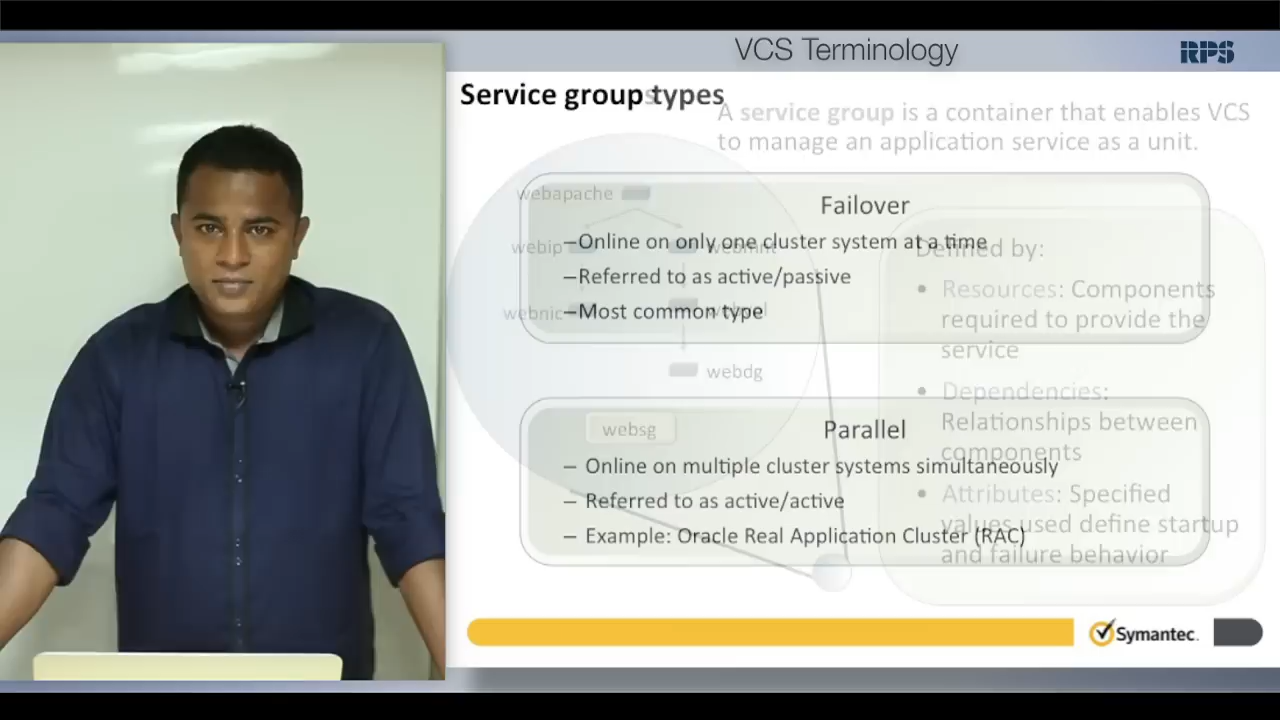 VCS Terminology
RPS
Service group types
A service group is a container that enables VCS
to manage an application service as a unit.
Failover
–Online on only one cluster system at a time
–Referred to as active/passive
–Most common type
Parallel
– Online on multiple cluster systems simultaneously
– Referred to as active/active
– Example: Oracle Real Application Cluster (RAC)
webapache
webip
webmnt
webnic
webvol
webdg
websg
Defined by:
• Resources: Components
required to provide the
service
• Dependencies:
Relationships between
components
• Attributes: Specified
values used define startup
and failure behavior
Symantec.